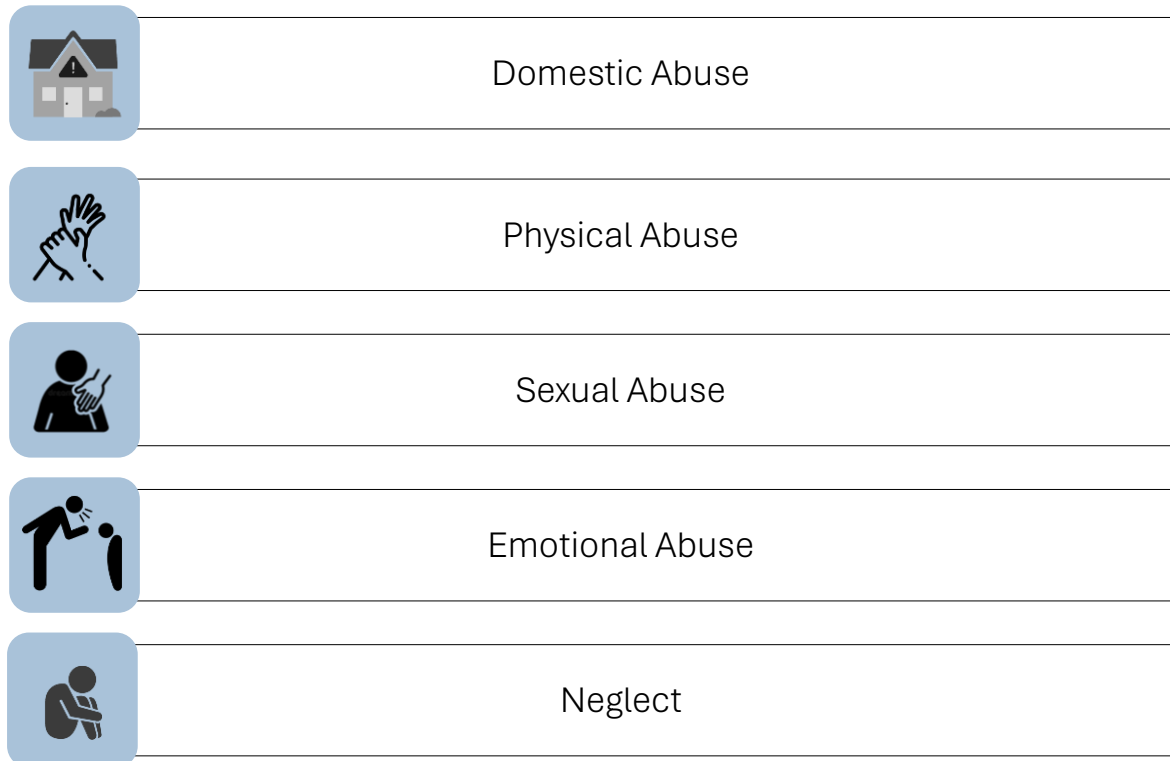 Domestic Abuse
Physical Abuse
Sexual Abuse
Emotional Abuse
Neglect